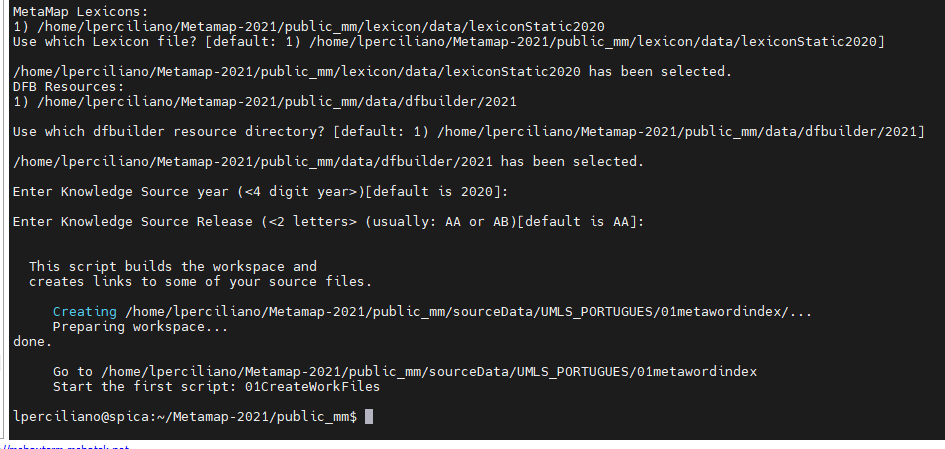 MetaMap Lexicons:
1) /home/lperciliano/Metamap-2021/public_mm/lexicon/data/lexiconStatic2020
Use which Lexicon file? [default: 1) /home/lperciliano/Metamap-2021/public_mm/lexicon/data/lexiconStatic2020]
/home/lperciliano/Metamap-2021/public_mm/lexicon/data/lexiconStatic2020 has been selected.
DFB Resources:
1) /home/lperciliano/Metamap-2021/public_mm/data/dfbuilder/2021
Use which dfbuilder resource directory? [default: 1) /home/lperciliano/Metamap-2021/public_mm/data/dfbuilder/2021]
/home/lperciliano/Metamap-2021/public_mm/data/dfbuilder/2021 has been selected.
Enter Knowledge Source year (<4 digit year>)[default is 2020]:
Enter Knowledge Source Release (<2 letters> (usually: AA or AB)[default is AA]:
This script builds the workspace and
creates links to some of your source files.
Creating /home/lperciliano/Metamap-2021/public_mm/sourceData/UMLS_PORTUGUES/01metawordindex/...
Preparing workspace...
done.
Go to /home/lperciliano/Metamap-2021/public_mm/sourceData/UMLS_PORTUGUES/01metawordindex
Start the first script: 01CreateWorkFiles
lperciliano@spica:~/Metamap-2021/public_mm$